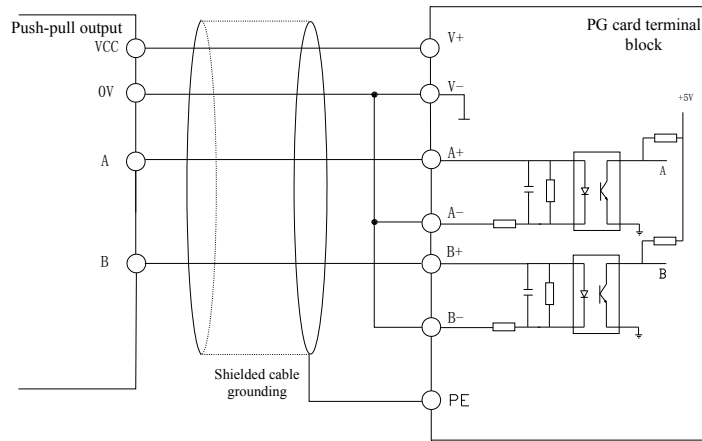 Push-pull output
VCC
0V
A
B
Shielded cable
grounding
PG card terminal
block
V+
V-
A+
A-
B+
B-
PE
+5V
A
B